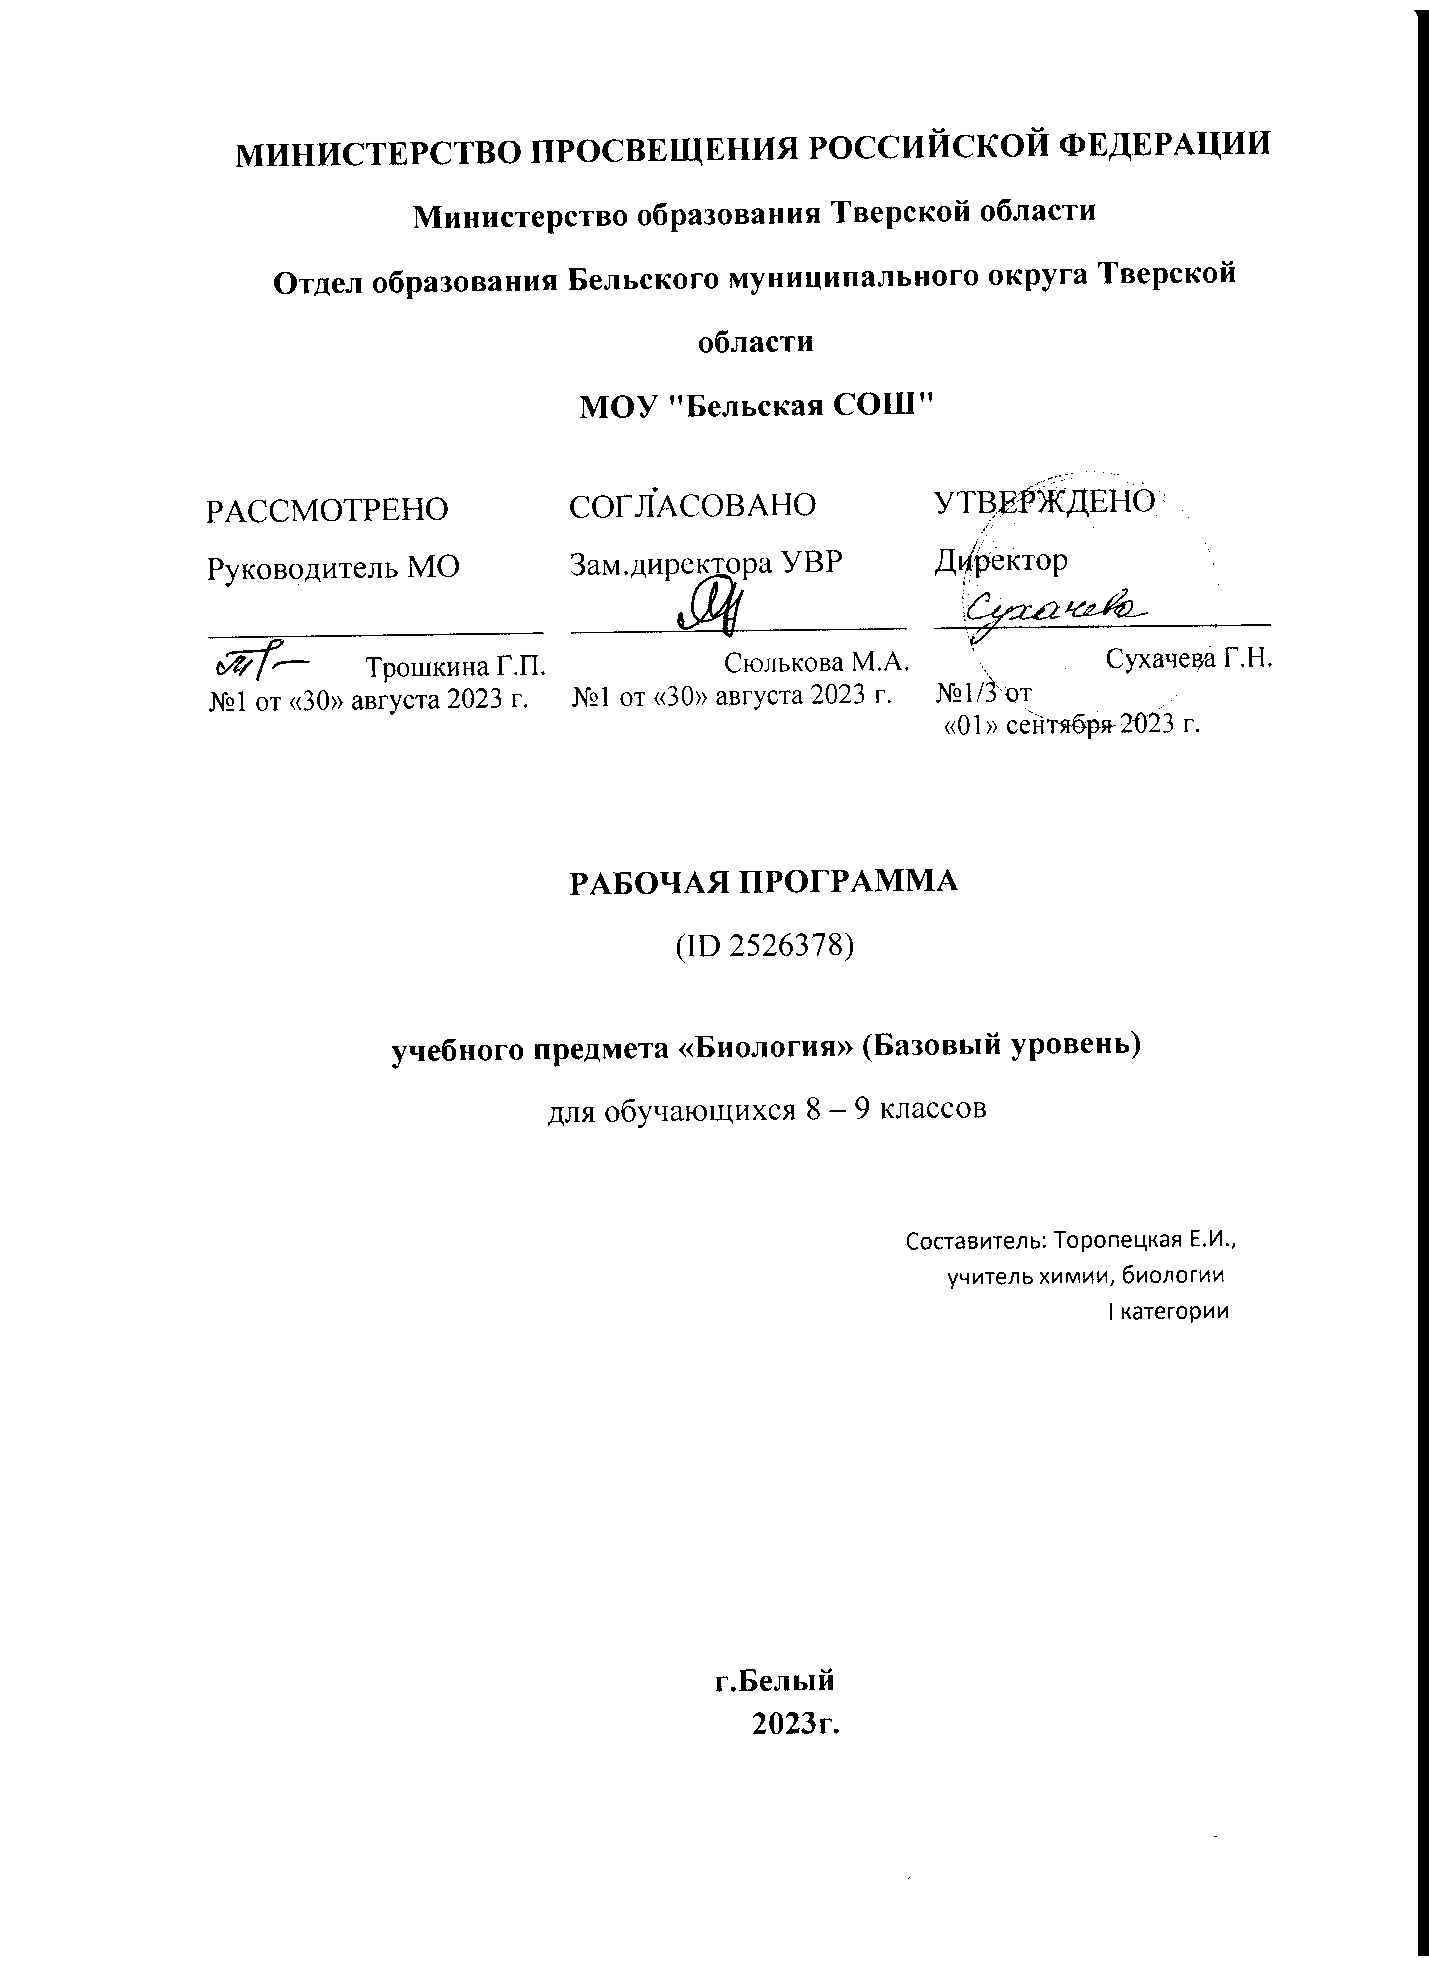 МИНИСТЕРСТВО ПРОСВЕЩЕНИЯ РОССИЙСКОЙ ФЕДЕРАЦИИ
Министерство образования Тверской области
Отдел образования Бельского муниципального округа Тверской
области
МОУ "Бельская СОШ"
РАССМОТРЕНО
Руководитель МО
Трошкина Г.П.
№1 от «30» августа 2023 г.
СОГЛАСОВАНО
Зам.директора УВР
Сюлькова М.А.
№1 от «30» августа 2023 г.
УТВЕРЖДЕНО
Директор
Сухачева
Сухачева Г.Н.
№1/3 от
«01» сентября 2023 г.
РАБОЧАЯ ПРОГРАММА
(ID 2526378)
учебного предмета «Биология» (Базовый уровень)
для обучающихся 8 – 9 классов
Составитель: Торопецкая Е.И.,
учитель химии, биологии
I категории
г.Белый
2023г.